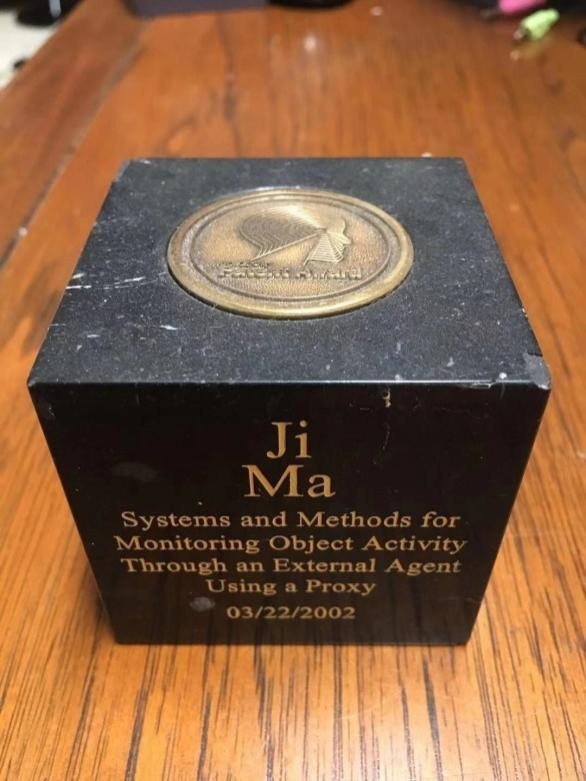 Patent Award
Ji
Ma
Systems and Methods for
Monitoring Object Activity
Through an External Agent
Using a Proxy
03/22/2002